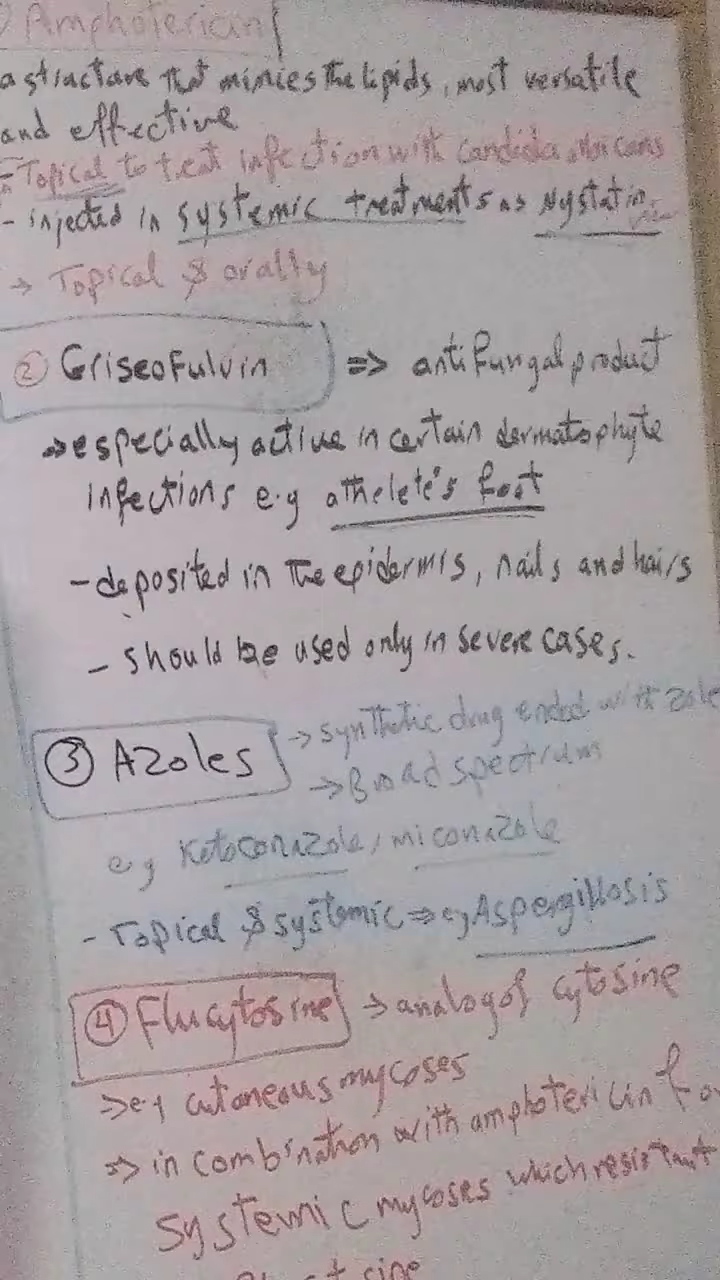 Amphotericin
a structure that mimics the lipids, most versatile
and effective
- Topical to treat infection with candida albicans
- injected in systemic treatments as Nystatin
→ Topical & orally
② Griseofulvin ⇒ antifungal product
⇒ especially active in certain dermatophyte
infections e.g athelete's foot
- deposited in the epidermis, nails and hairs
- should be used only in severe cases.
③ Azoles → synthetic drug ended with zole
→ Broad spectrum
eg Ketoconazole, miconazole
- Topical & systemic ⇒ eg Aspergillosis
④ Flucytosine → analog of cytosine
⇒ eg cutaneous mycoses
⇒ in combination with amphotericin
systemic mycoses which resistant